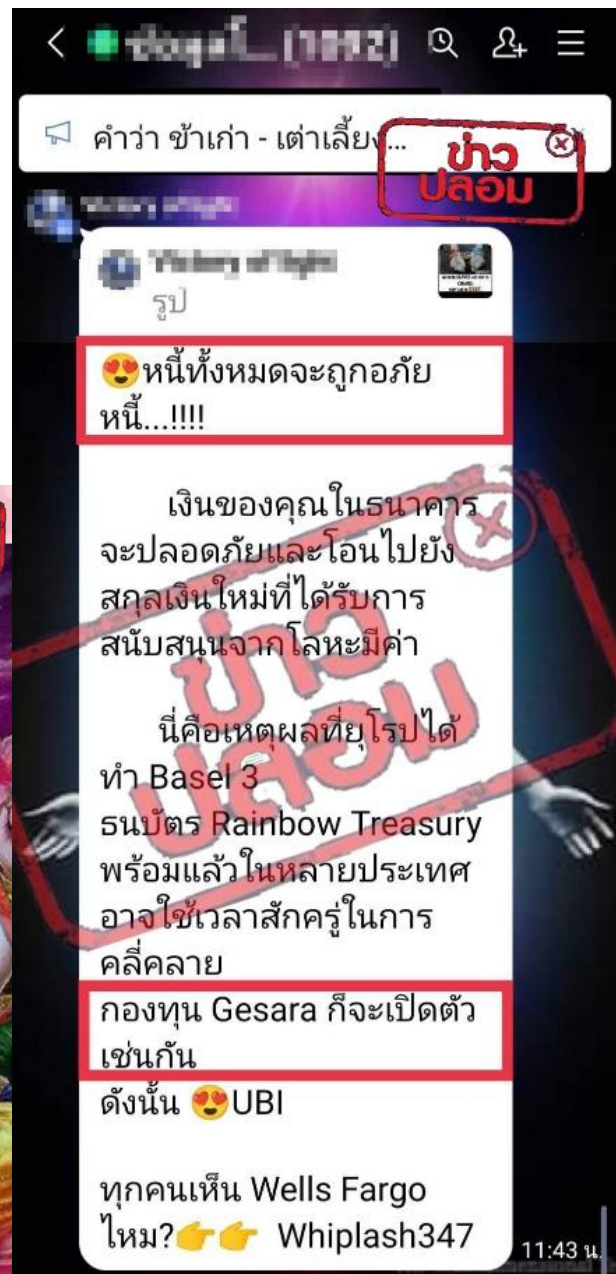 คำว่า ข้าเก่า - เต่าเลี้ยง...
ข่าว
ปลอม
รูป
😍หนี้ทั้งหมดจะถูกอภัย
หนี้...!!!!
เงินของคุณในธนาคาร
จะปลอดภัยและโอนไปยัง
สกุลเงินใหม่ที่ได้รับการ
สนับสนุนจากโลหะมีค่า
ข่าว
ปลอม
นี่คือเหตุผลที่ยุโรปได้
ทำ Basel 3
ธนบัตร Rainbow Treasury
พร้อมแล้วในหลายประเทศ
อาจใช้เวลาสักครู่ในการ
คลี่คลาย
กองทุน Gesara ก็จะเปิดตัว
เช่นกัน
ดังนั้น 😍UBI
ทุกคนเห็น Wells Fargo
ไหม?👉👉 Whiplash347
11:43 น.